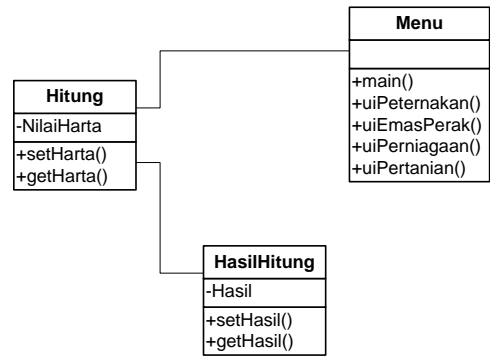 Menu
+main()
+uiPeternakan()
+uiEmasPerak()
+uiPerniagaan()
+uiPertanian()
Hitung
-NilaiHarta
+setHarta()
+getHarta()
HasilHitung
-Hasil
+setHasil()
+getHasil()